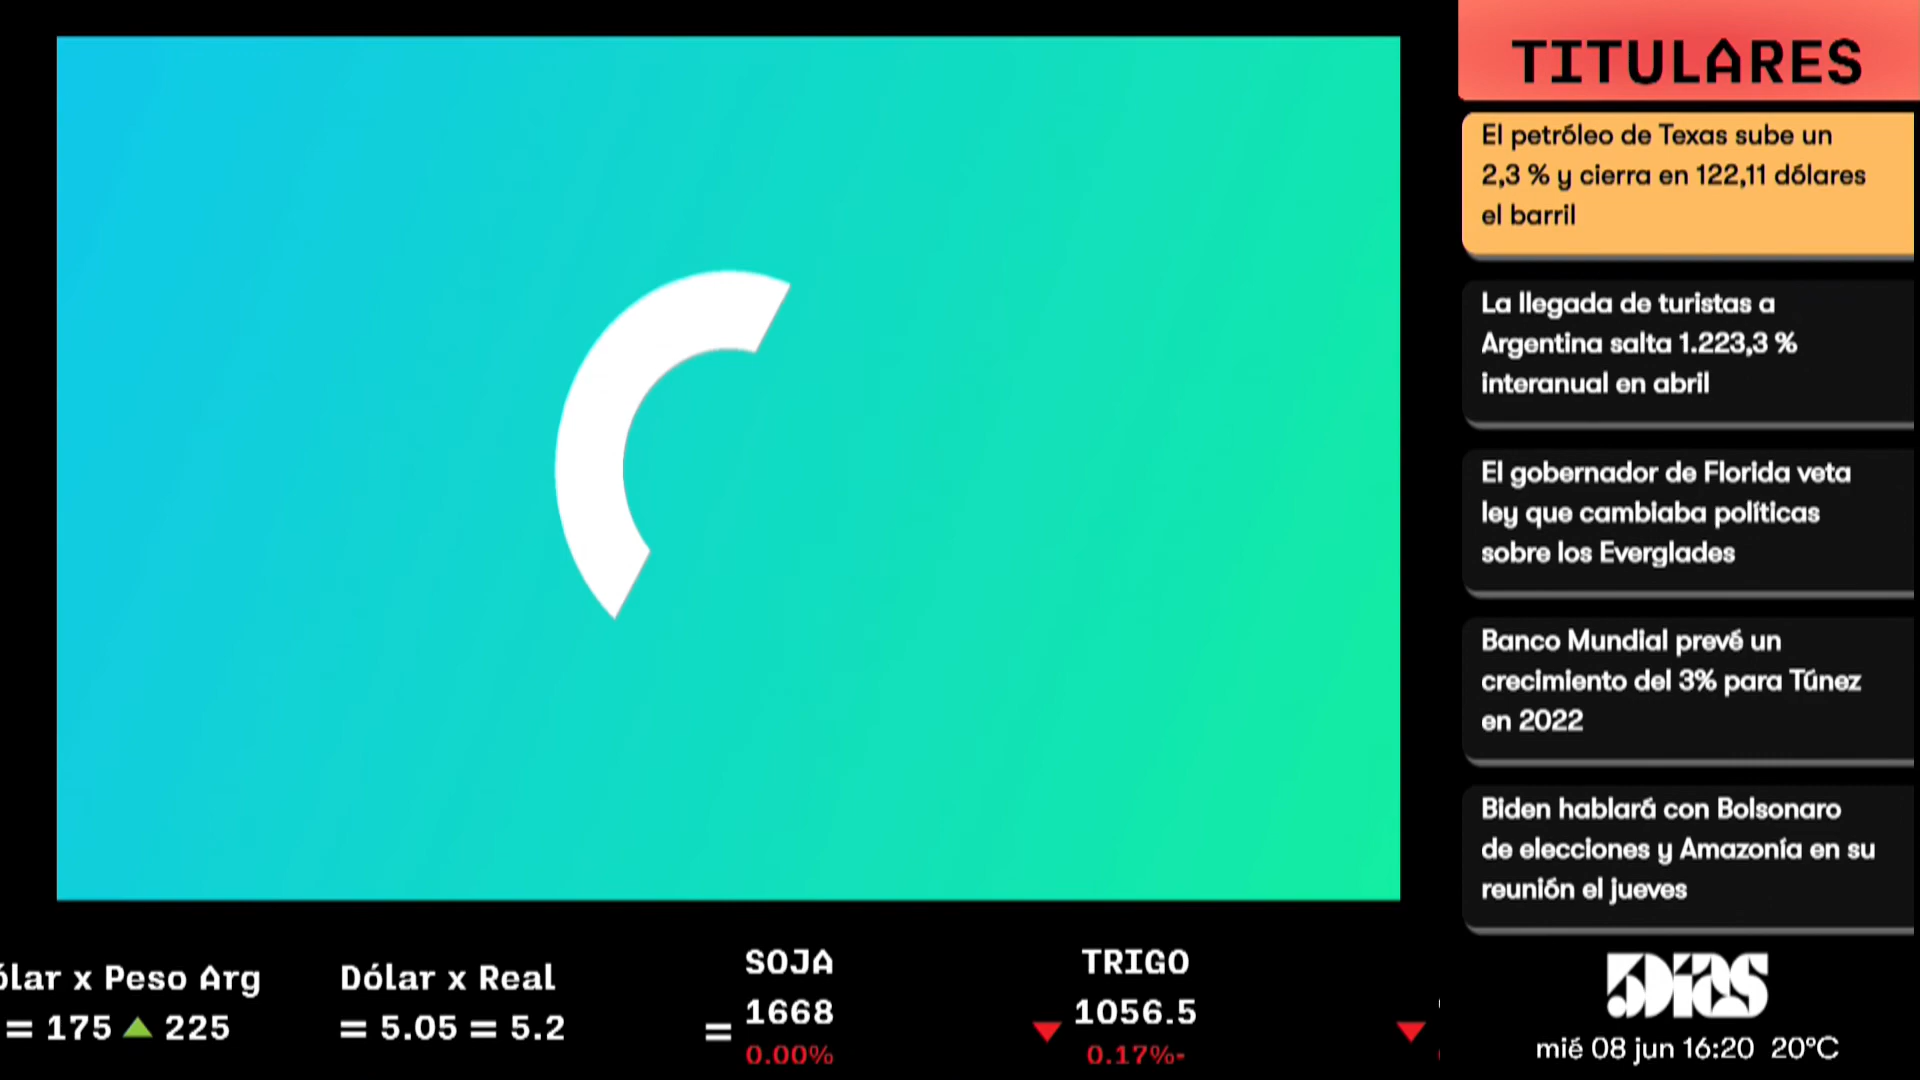 TITULARES
El petróleo de Texas sube un
2,3 % y cierra en 122,11 dólares
el barril
La llegada de turistas a
Argentina salta 1.223,3 %
interanual en abril
El gobernador de Florida veta
ley que cambiaba políticas
sobre los Everglades
Banco Mundial prevé un
crecimiento del 3% para Túnez
en 2022
Biden hablará con Bolsonaro
de elecciones y Amazonía en su
reunión el jueves
ólar x Peso Arg
= 175 225
Dólar x Real
= 5.05 = 5.2
SOJA
= 1668
0.00%
TRIGO
1056.5
0.17%-
5Días
mié 08 jun 16:20 20°C